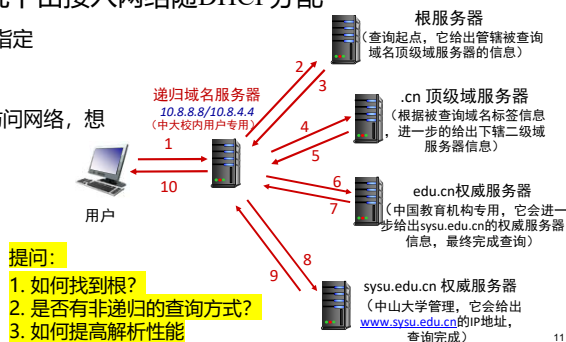 指定
问网络，想
根服务器
（查询起点，它给出管辖被查询
域名顶级域服务器的信息）
递归域名服务器
10.8.8.8/10.8.4.4
（中大校内用户专用）
.cn 顶级域服务器
（根据被查询域名标签信息
，进一步的给出下辖二级域
服务器信息）
1
2
3
4
5
6
7
8
9
10
用户
edu.cn权威服务器
（中国教育机构专用，它会进一
步给出sysu.edu.cn的权威服务器
信息，最终完成查询）
sysu.edu.cn 权威服务器
（中山大学管理，它会给出
www.sysu.edu.cn的IP地址，
查询完成）
提问：
1. 如何找到根？
2. 是否有非递归的查询方式？
3. 如何提高解析性能
11